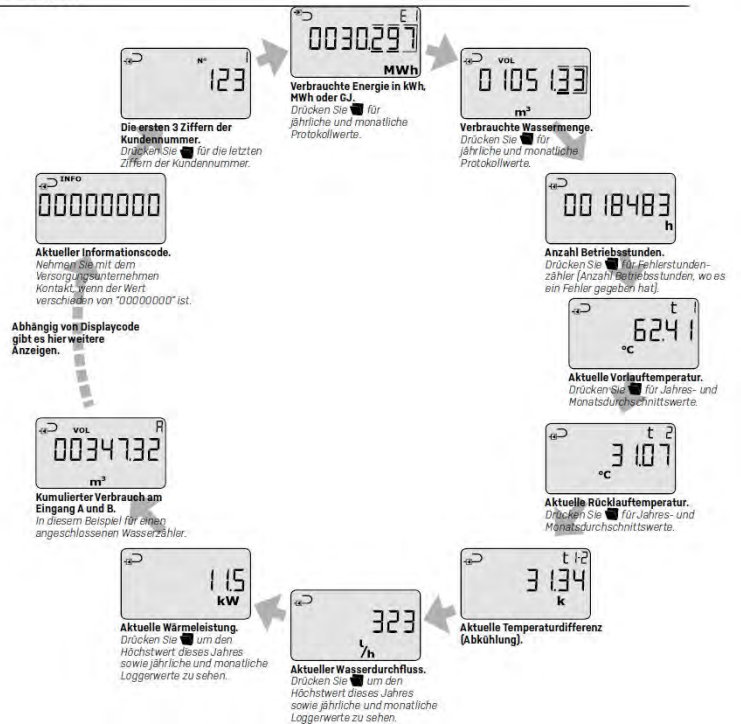 E 1
0030.297
MWh
Verbrauchte Energie in kWh,
MWh oder GJ.
Drücken Sie für
jährliche und monatliche
Protokollwerte.
VOL
01051.33
m³
Verbrauchte Wassermenge.
Drücken Sie für
jährliche und monatliche
Protokollwerte.
0018483
h
Anzahl Betriebsstunden.
Drücken Sie für Fehlerstunden-
zähler (Anzahl Betriebsstunden, wo es
ein Fehler gegeben hat).
t 1
62.41
°C
Aktuelle Vorlauftemperatur.
Drücken Sie für Jahres- und
Monatsdurchschnittswerte.
t 2
31.07
°C
Aktuelle Rücklauftemperatur.
Drücken Sie für Jahres- und
Monatsdurchschnittswerte.
t1-2
31.34
k
Aktuelle Temperaturdifferenz
(Abkühlung).
323
l/h
Aktueller Wasserdurchfluss.
Drücken Sie um den
Höchstwert dieses Jahres
sowie jährliche und monatliche
Loggerwerte zu sehen.
11.5
kW
Aktuelle Wärmeleistung.
Drücken Sie um den
Höchstwert dieses Jahres
sowie jährliche und monatliche
Loggerwerte zu sehen.
VOL A
00347.32
m³
Kumulierter Verbrauch am
Eingang A und B.
In diesem Beispiel für einen
angeschlossenen Wasserzähler.
Abhängig von Displaycode
gibt es hier weitere
Anzeigen.
INFO
00000000
Aktueller Informationscode.
Nehmen Sie mit dem
Versorgungsunternehmen
Kontakt, wenn der Wert
verschieden von "00000000" ist.
N° 1
123
Die ersten 3 Ziffern der
Kundennummer.
Drücken Sie für die letzten
Ziffern der Kundennummer.